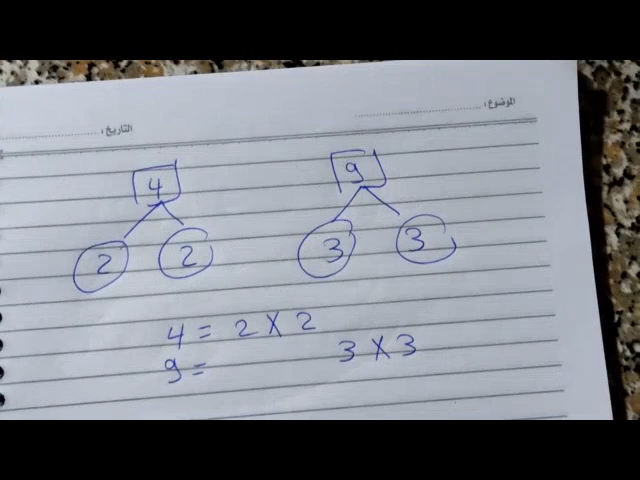 الموضوع : التاريخ :
4 9
2 2 3 3
4 = 2 X 2
9 = 3 X 3